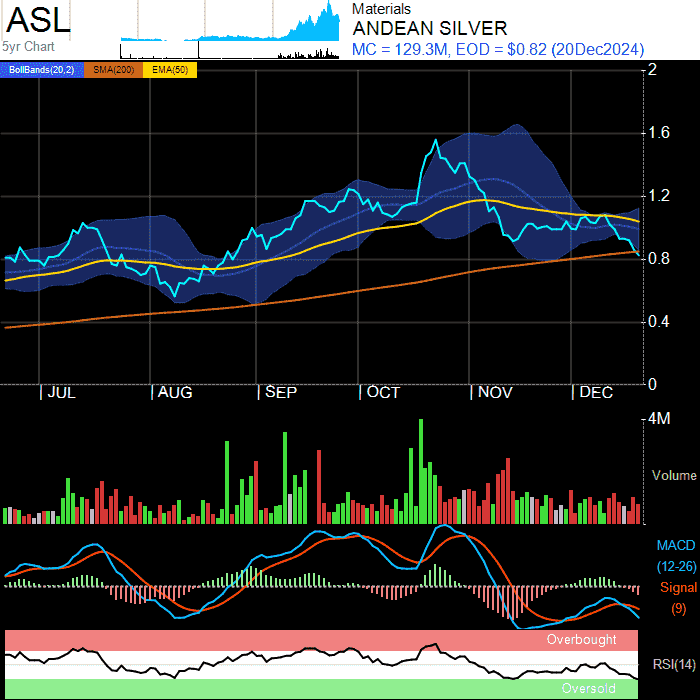 ASL
5yr Chart
Materials
ANDEAN SILVER
MC = 129.3M, EOD = $0.82 (20Dec2024)
BollBands(20,2) SMA(200) EMA(50)
2
1.6
1.2
0.8
0.4
0
JUL AUG SEP OCT NOV DEC
4M
Volume
MACD
(12-26)
Signal
(9)
Overbought
RSI(14)
Oversold